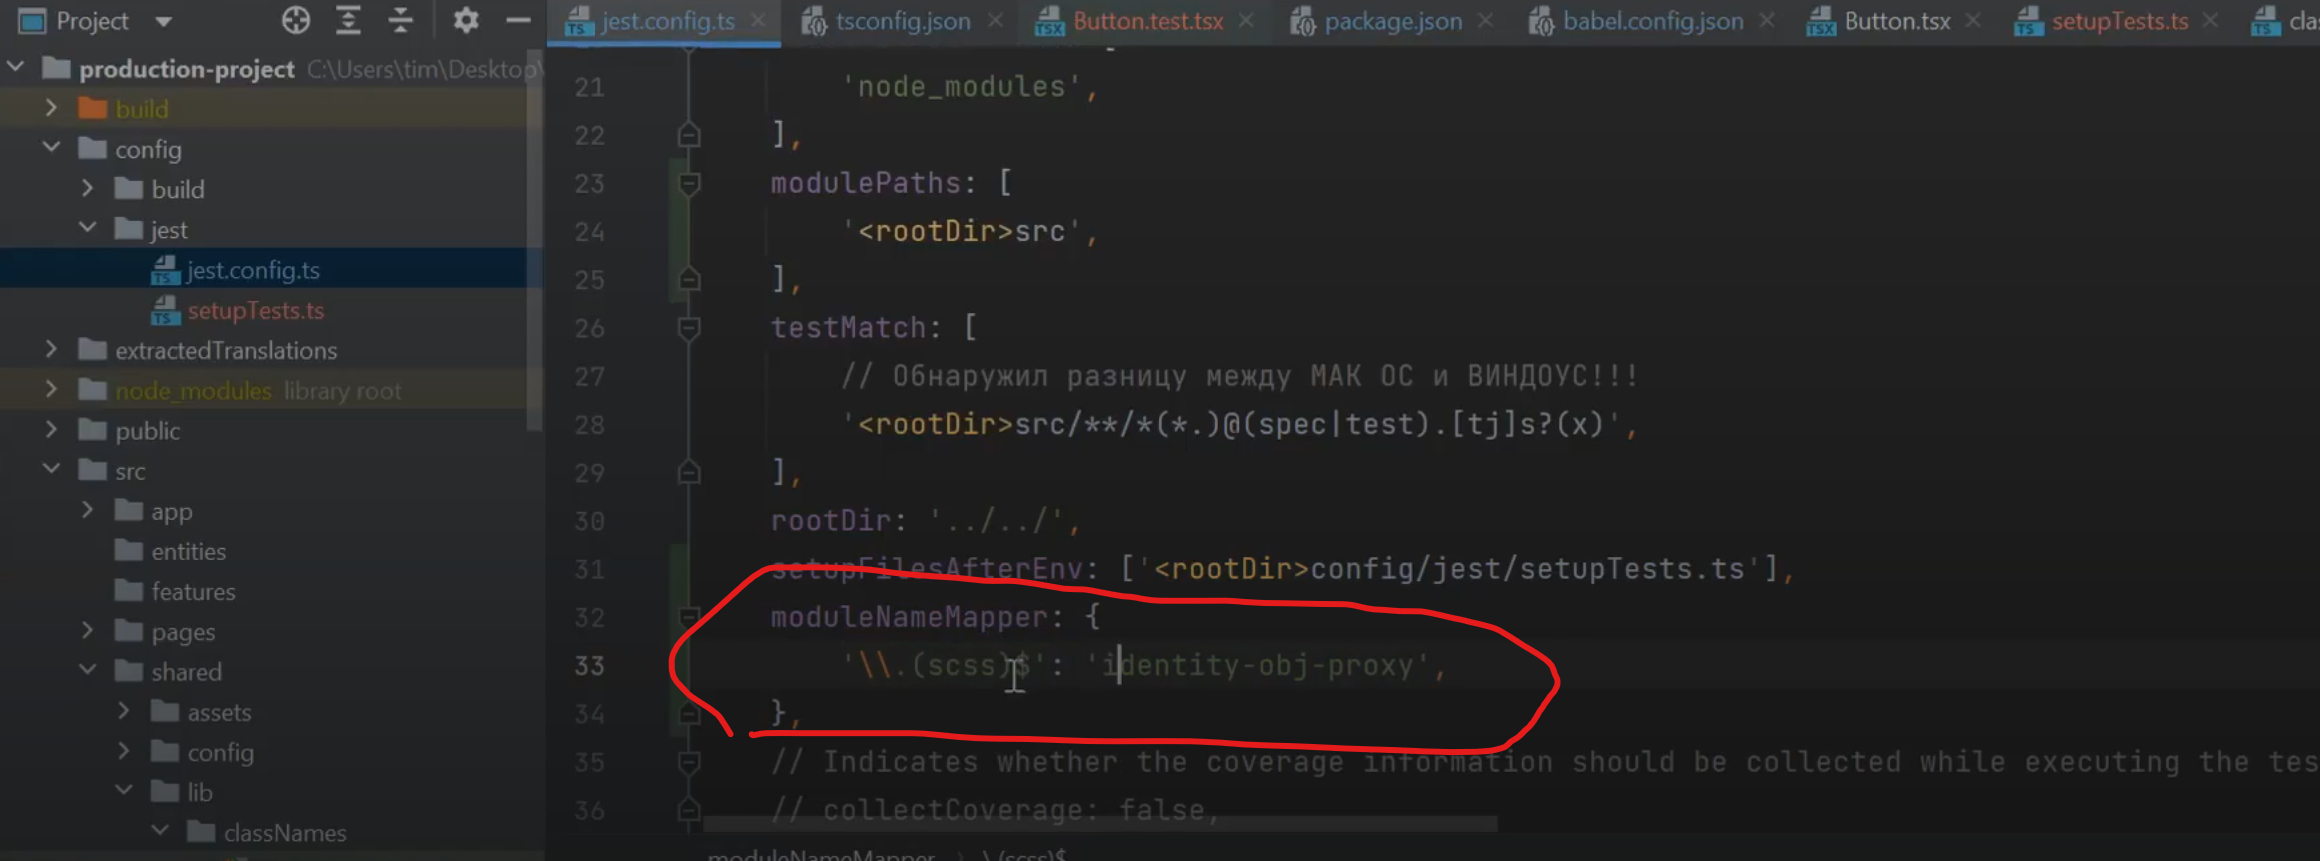 Project
jest.config.ts
tsconfig.json
Button.test.tsx
package.json
babel.config.json
Button.tsx
setupTests.ts
production-project C:\Users\tim\Desktop\
build
config
build
jest
jest.config.ts
setupTests.ts
extractedTranslations
node_modules library root
public
src
app
entities
features
pages
shared
assets
config
lib
classNames
21 'node_modules',
22 ],
23 modulePaths: [
24 '<rootDir>src',
25 ],
26 testMatch: [
27 // Обнаружил разницу между МАК ОС и ВИНДОУС!!!
28 '<rootDir>src/**/*(*.)@(spec|test).[tj]s?(x)',
29 ],
30 rootDir: '../../',
31 setupFilesAfterEnv: ['<rootDir>config/jest/setupTests.ts'],
32 moduleNameMapper: {
33 '\\.(scss)$': 'identity-obj-proxy',
34 },
35 // Indicates whether the coverage information should be collected while executing the tes
36 // collectCoverage: false,
moduleNameMapper